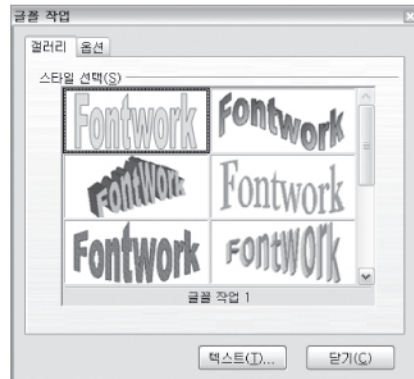 글꼴 작업
갤러리 옵션
스타일 선택(S)
Fontwork Fontwork
Fontwork Fontwork
Fontwork Fontwork
글꼴 작업 1
텍스트(T)... 닫기(C)